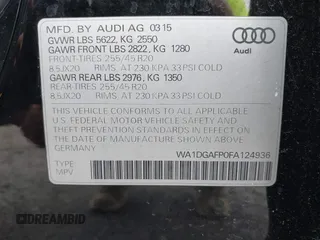 MFD. BY AUDI AG 03 15
GVWR LBS 5622, KG 2550
GAWR FRONT LBS 2822, KG 1280
FRONT-TIRES 255/45 R20
8.5JX20 RIMS, AT 230 KPA 33 PSI COLD
GAWR REAR LBS 2976, KG 1350
REAR-TIRES 255/45 R20
8.5JX20 RIMS, AT 230 KPA 33 PSI COLD
Audi
THIS VEHICLE CONFORMS TO ALL APPLICABLE
U.S. FEDERAL MOTOR VEHICLE SAFETY
STANDARDS IN EFFECT ON THE
DATE OF MANUFACTURE SHOWN ABOVE
GERMANY
TYPE
MPV
WA1DGAFP0FA124936
DREAMBID